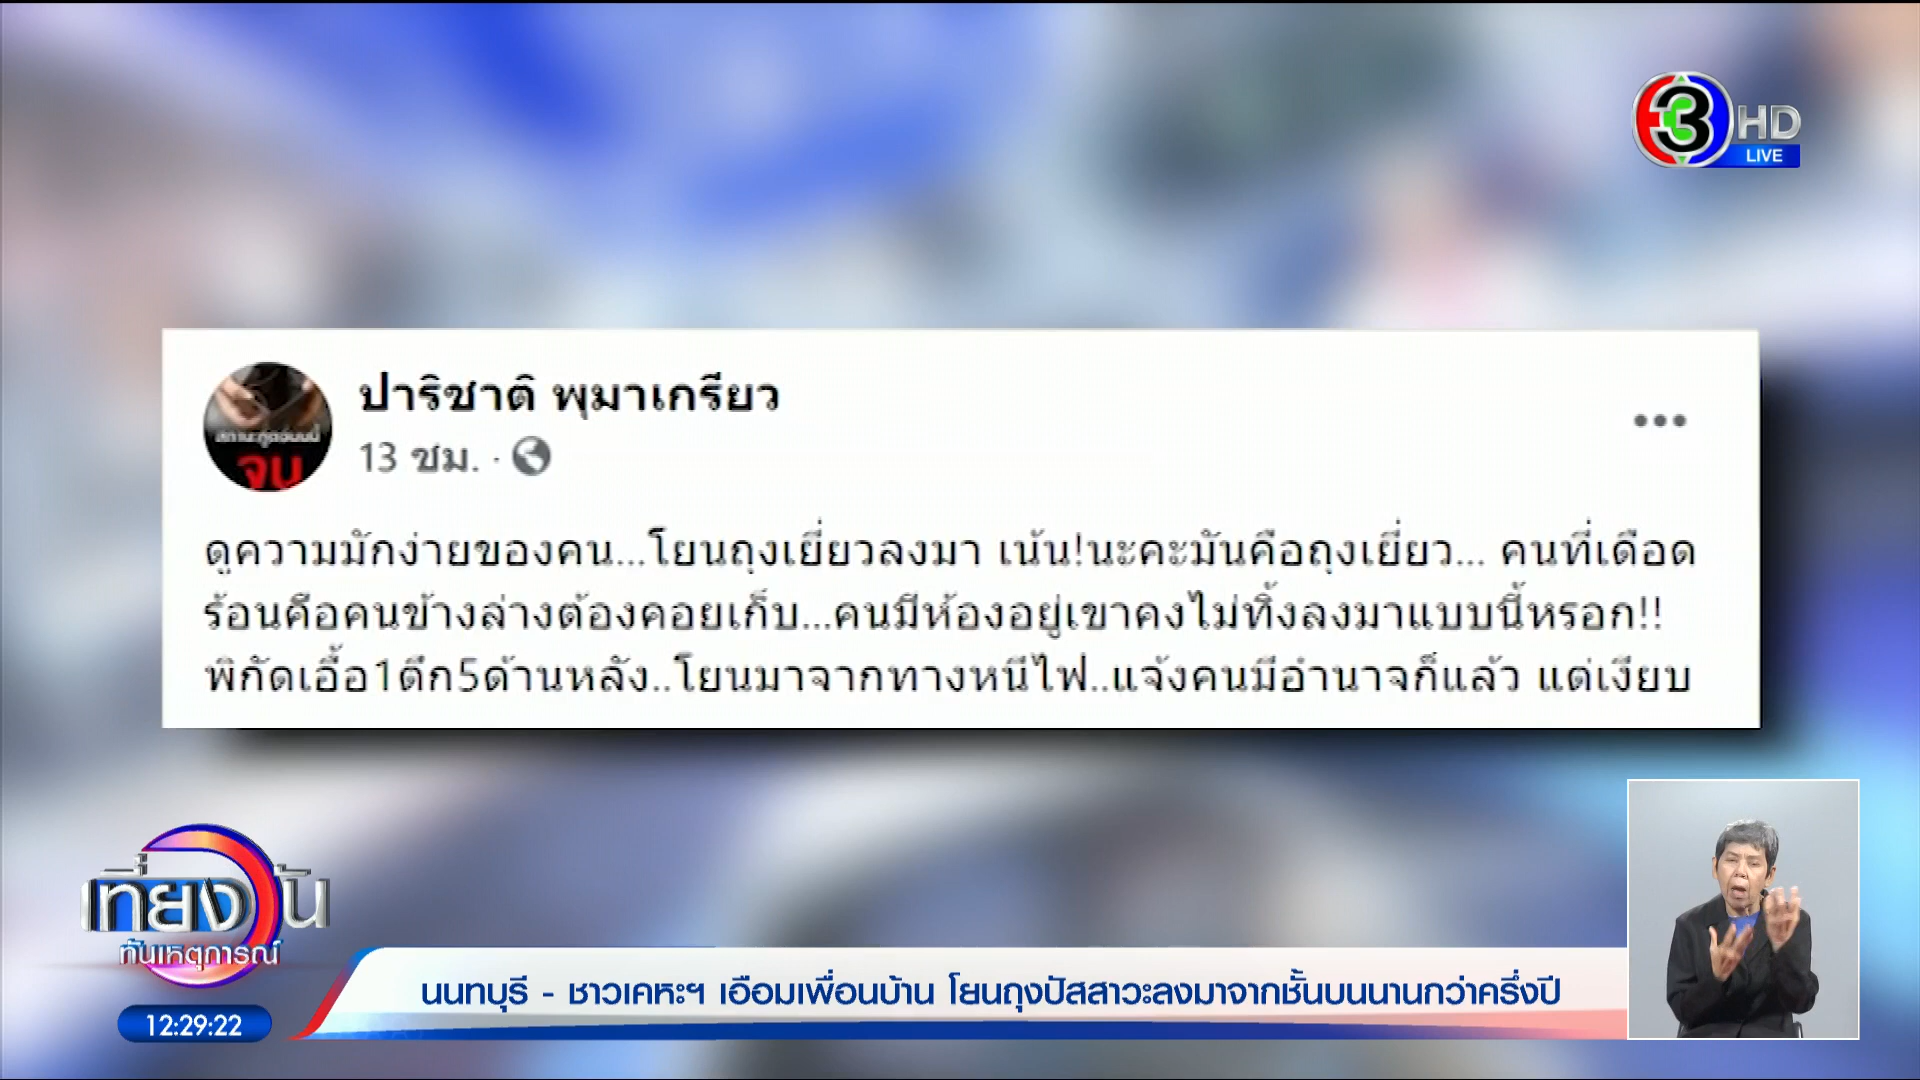 3 HD
LIVE
ปาริชาติ พุมาเกรียว
13 ชม. ·
จบ
ดูความมักง่ายของคน...โยนถุงเยี่ยวลงมา เน้น!นะคะมันคือถุงเยี่ยว... คนที่เดือด
ร้อนคือคนข้างล่างต้องคอยเก็บ...คนมีห้องอยู่เขาคงไม่ทิ้งลงมาแบบนี้หรอก!!
พิกัดเอื้อ1ตึก5ด้านหลัง..โยนมาจากทางหนีไฟ..แจ้งคนมีอำนาจก็แล้ว แต่เงียบ
เที่ยงวัน
ทันเหตุการณ์
นนทบุรี - ชาวเคหะฯ เอือมเพื่อนบ้าน โยนถุงปัสสาวะลงมาจากชั้นบนนานกว่าครึ่งปี
12:29:22